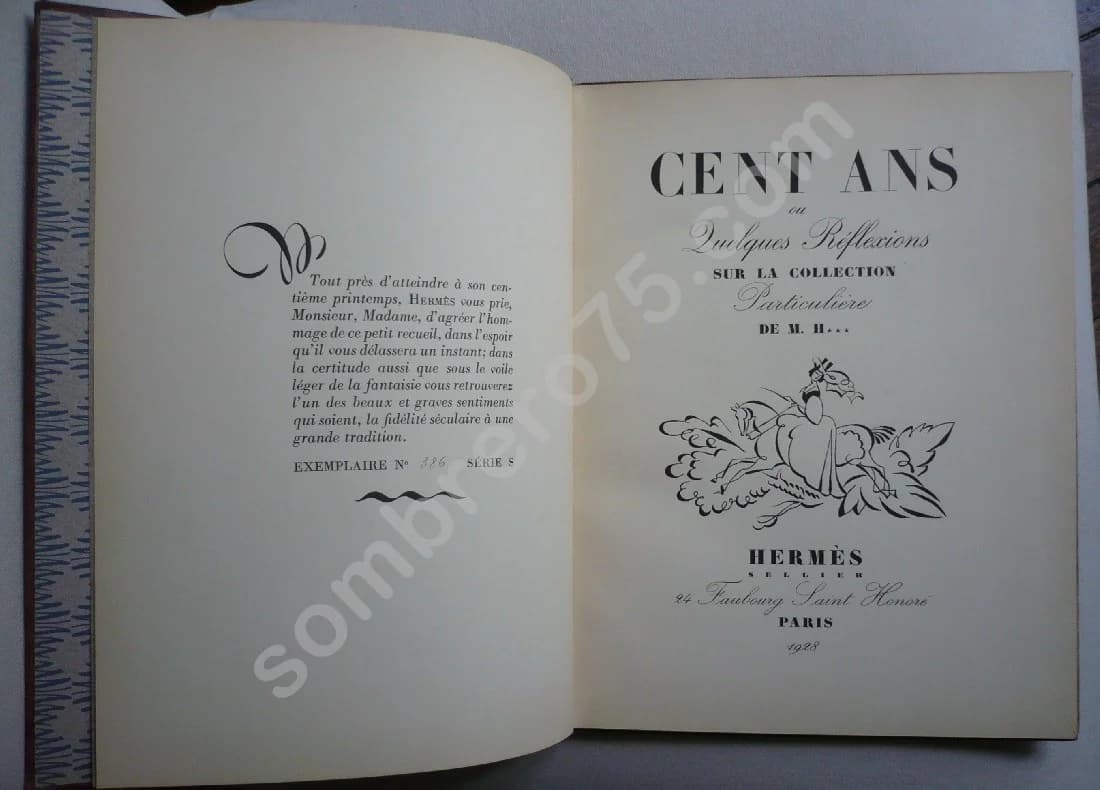 Tout près d'atteindre à son cen-
tième printemps, HERMÈS vous prie,
Monsieur, Madame, d'agréer l'hom-
mage de ce petit recueil, dans l'espoir
qu'il vous délassera un instant; dans
la certitude aussi que sous le voile
léger de la fantaisie vous retrouverez
l'un des beaux et graves sentiments
qui soient, la fidélité séculaire à une
grande tradition.
EXEMPLAIRE No 386 SÉRIE S
CENT ANS
ou
Quelques Réflexions
SUR LA COLLECTION
Particulière
DE M. H***
HERMÈS
SELLIER
24 Faubourg Saint Honoré
PARIS
1928
sombrero75.com